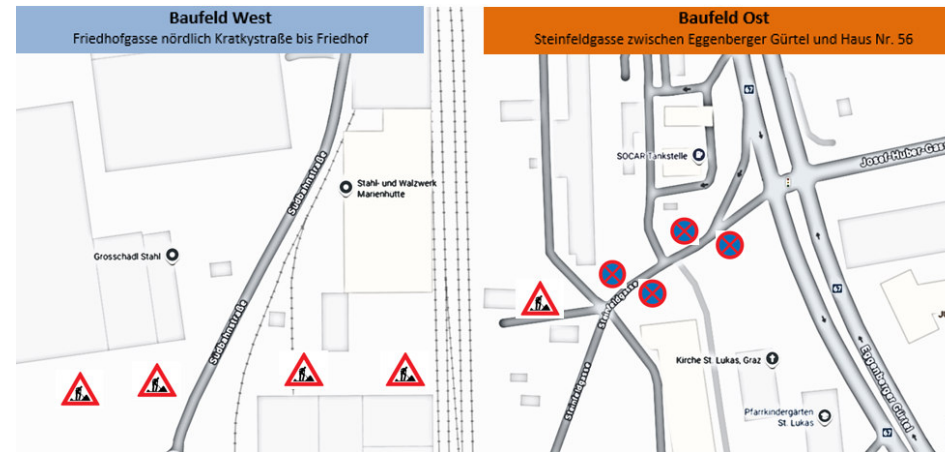 Baufeld West
Friedhofgasse nördlich Kratkystraße bis Friedhof
Südbahnstraße
Stahl- und Walzwerk
Marienhütte
Grosschädl Stahl
Südbahnstraße
Baufeld Ost
Steinfeldgasse zwischen Eggenberger Gürtel und Haus Nr. 56
67
SOCAR Tankstelle
Josef-Huber-Gass
67
Steinfeldgasse
Kirche St. Lukas, Graz
Steinfeldgasse
Eggenberger Gürtel
Pfarrkindergarten
St. Lukas
67